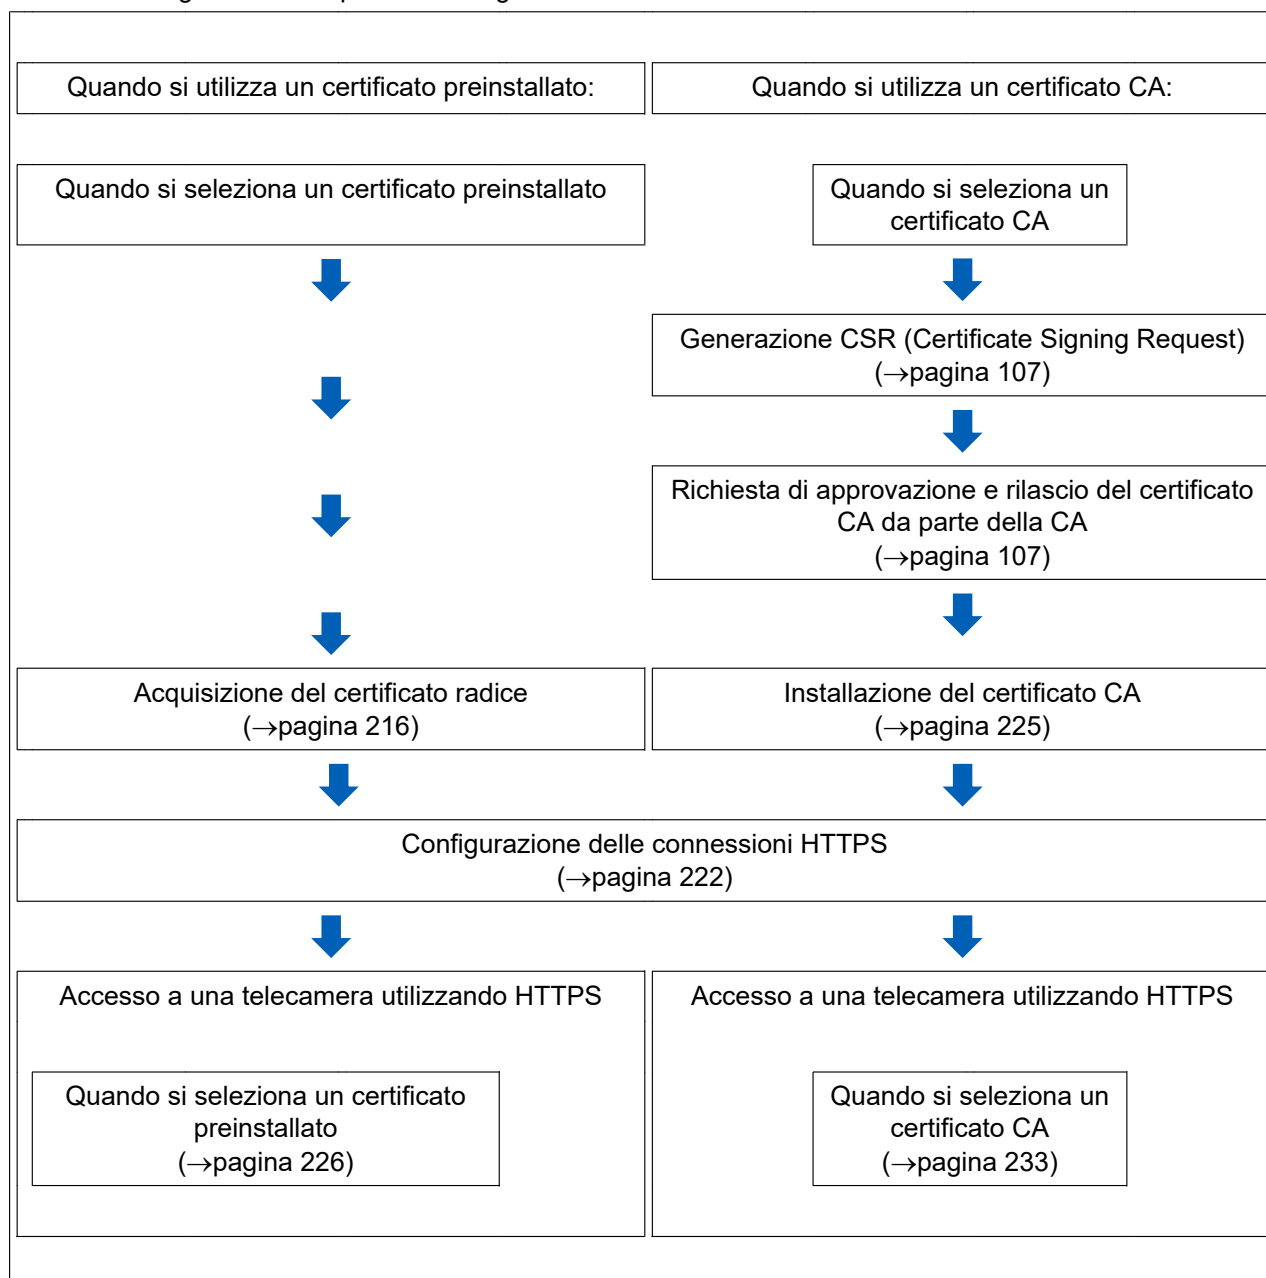 Quando si utilizza un certificato preinstallato:
Quando si utilizza un certificato CA:
Quando si seleziona un certificato preinstallato
Quando si seleziona un
certificato CA
Generazione CSR (Certificate Signing Request)
(→pagina 107)
Richiesta di approvazione e rilascio del certificato
CA da parte della CA
(→pagina 107)
Acquisizione del certificato radice
(→pagina 216)
Installazione del certificato CA
(→pagina 225)
Configurazione delle connessioni HTTPS
(→pagina 222)
Accesso a una telecamera utilizzando HTTPS
Quando si seleziona un certificato
preinstallato
(→pagina 226)
Accesso a una telecamera utilizzando HTTPS
Quando si seleziona un
certificato CA
(→pagina 233)